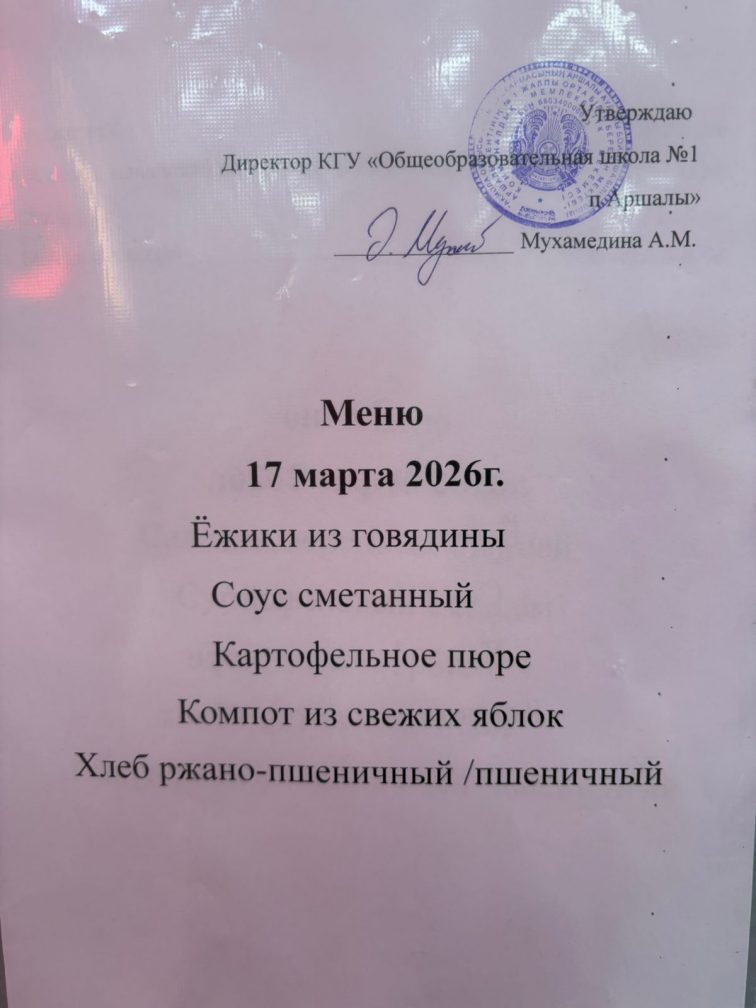 Утверждаю
Директор КГУ «Общеобразовательная школа №1
п.Аршалы»
Мухамедина А.М.
Меню
17 марта 2026г.
Ёжики из говядины
Соус сметанный
Картофельное пюре
Компот из свежих яблок
Хлеб ржано-пшеничный /пшеничный